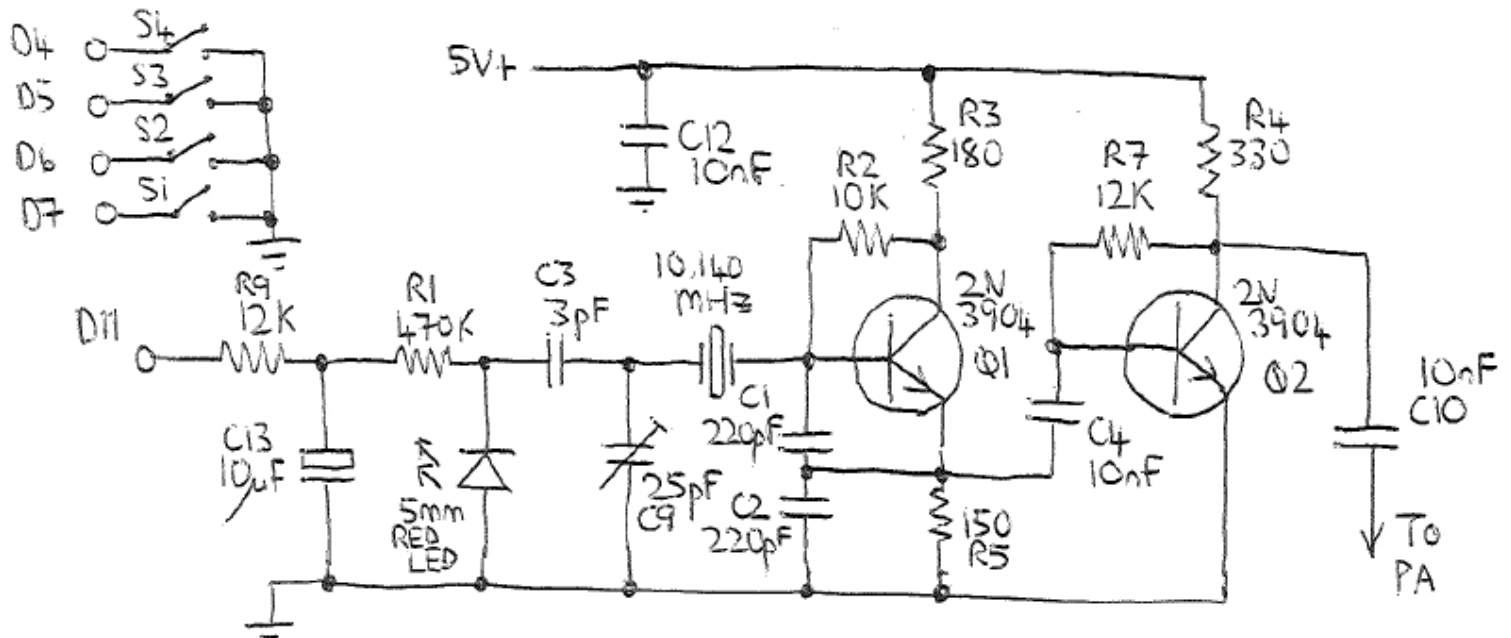 D4
S4
D5
S3
D6
S2
D7
S1
5V+
C12
10nF
R3
180
R2
10K
R7
12K
R4
330
D11
R9
12K
R1
470K
C3
3pF
10.140
MHz
2N
3904
Q1
2N
3904
Q2
C1
220pF
C4
10nF
10nF
C10
C13
10µF
5mm
RED
LED
25pF
C9
C2
220pF
150
R5
To
PA